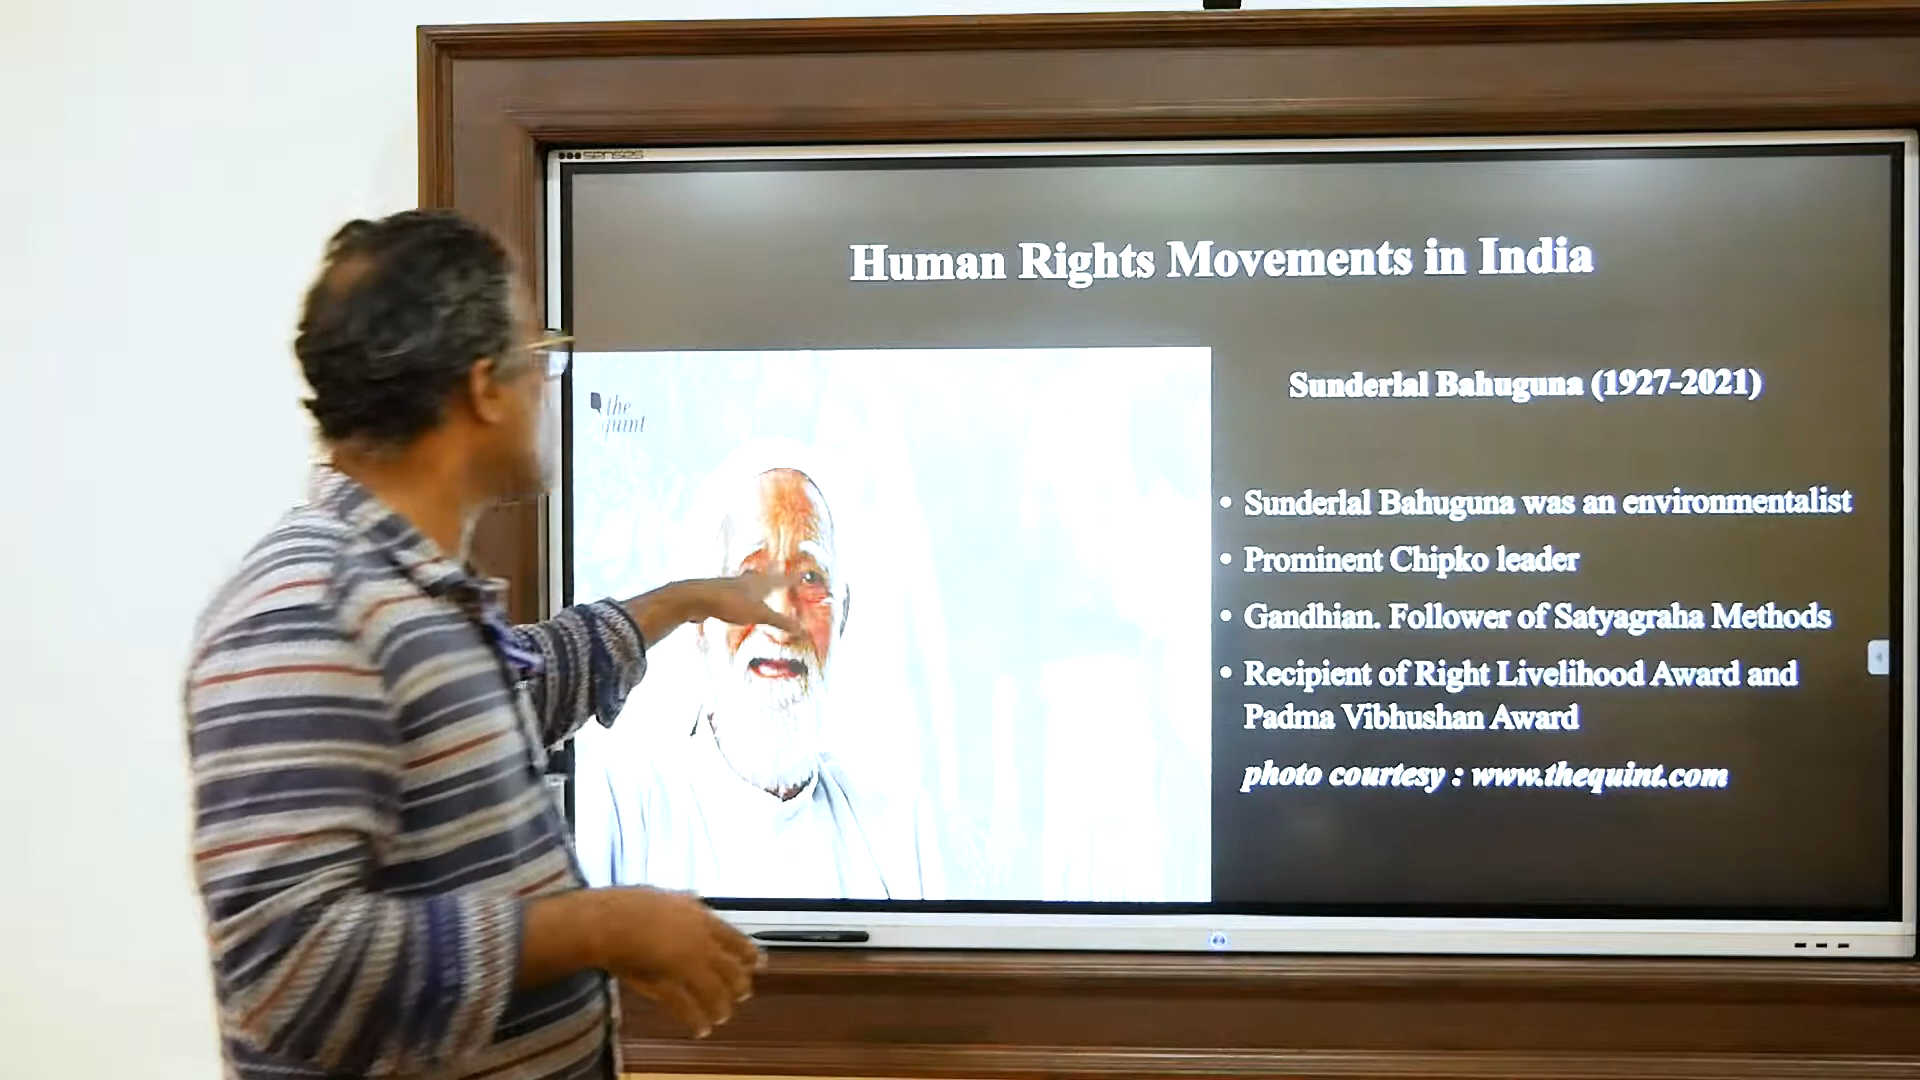 senses
Human Rights Movements in India
the
quint
Sunderlal Bahuguna (1927-2021)
• Sunderlal Bahuguna was an environmentalist
• Prominent Chipko leader
• Gandhian. Follower of Satyagraha Methods
• Recipient of Right Livelihood Award and
Padma Vibhushan Award
photo courtesy : www.thequint.com